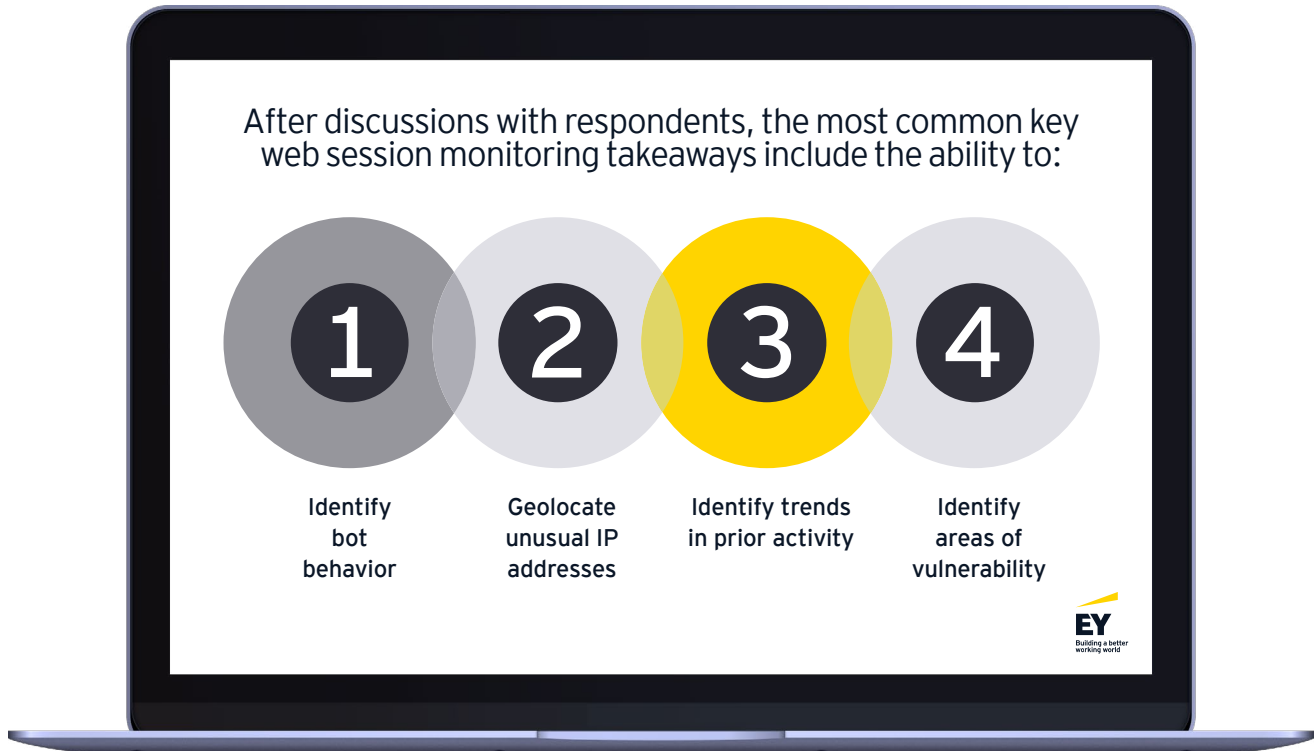 After discussions with respondents, the most common key
web session monitoring takeaways include the ability to:
1
2
3
4
Identify
bot
behavior
Geolocate
unusual IP
addresses
Identify trends
in prior activity
Identify
areas of
vulnerability
EY
Building a better
working world